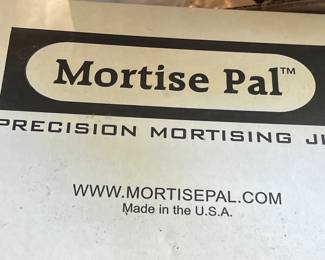 Mortise Pal™
PRECISION MORTISING
WWW.MORTISEPAL.COM
Made in the U.S.A.